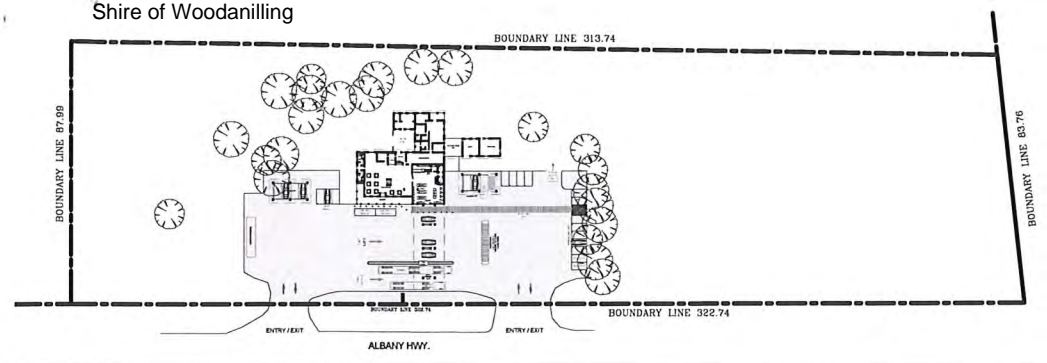 Shire of Woodanilling
BOUNDARY LINE 313.74
BOUNDARY LINE 87.99
BOUNDARY LINE 83.76
BOUNDARY LINE 322.74
BOUNDARY LINE 322.74
ENTRY / EXIT
ENTRY / EXIT
ALBANY HWY.